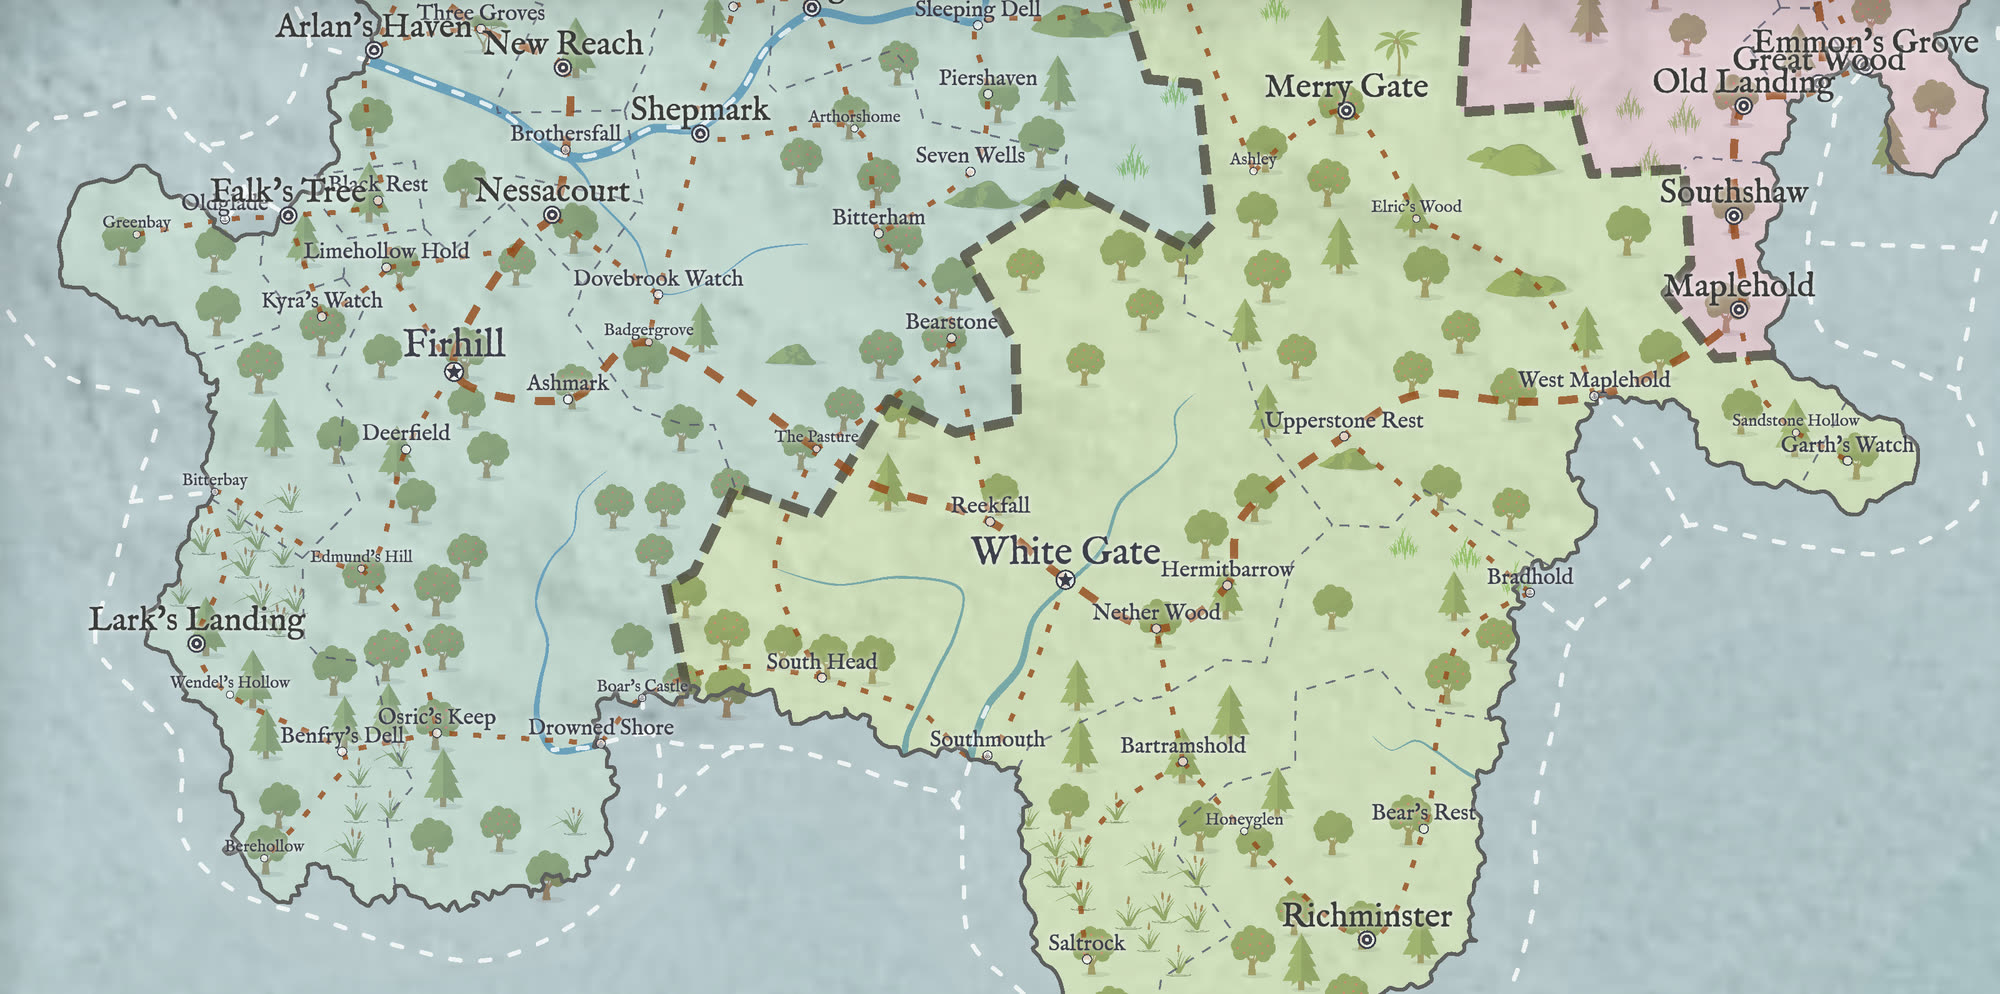 Three Groves
Sleeping Dell
Arlan's Haven
New Reach
Emmon's Grove
Great Wood
Old Landing
Piershaven
Merry Gate
Shepmark
Arthorshome
Brothersfall
Seven Wells
Ashley
Black Rest
Falk's Tree
Oldglade
Nessacourt
Southshaw
Greenbay
Bitterham
Elric's Wood
Limehollow Hold
Dovebrook Watch
Maplehold
Kyra's Watch
Bearstone
Badgergrove
Firhill
Ashmark
West Maplehold
Sandstone Hollow
Upperstone Rest
Deerfield
The Pasture
Garth's Watch
Bitterbay
Reekfall
White Gate
Edmund's Hill
Hermitbarrow
Bradhold
Nether Wood
Lark's Landing
South Head
Wendel's Hollow
Boar's Castle
Osric's Keep
Drowned Shore
Benfry's Dell
Southmouth
Bartramshold
Bear's Rest
Honeyglen
Berehollow
Richminster
Saltrock